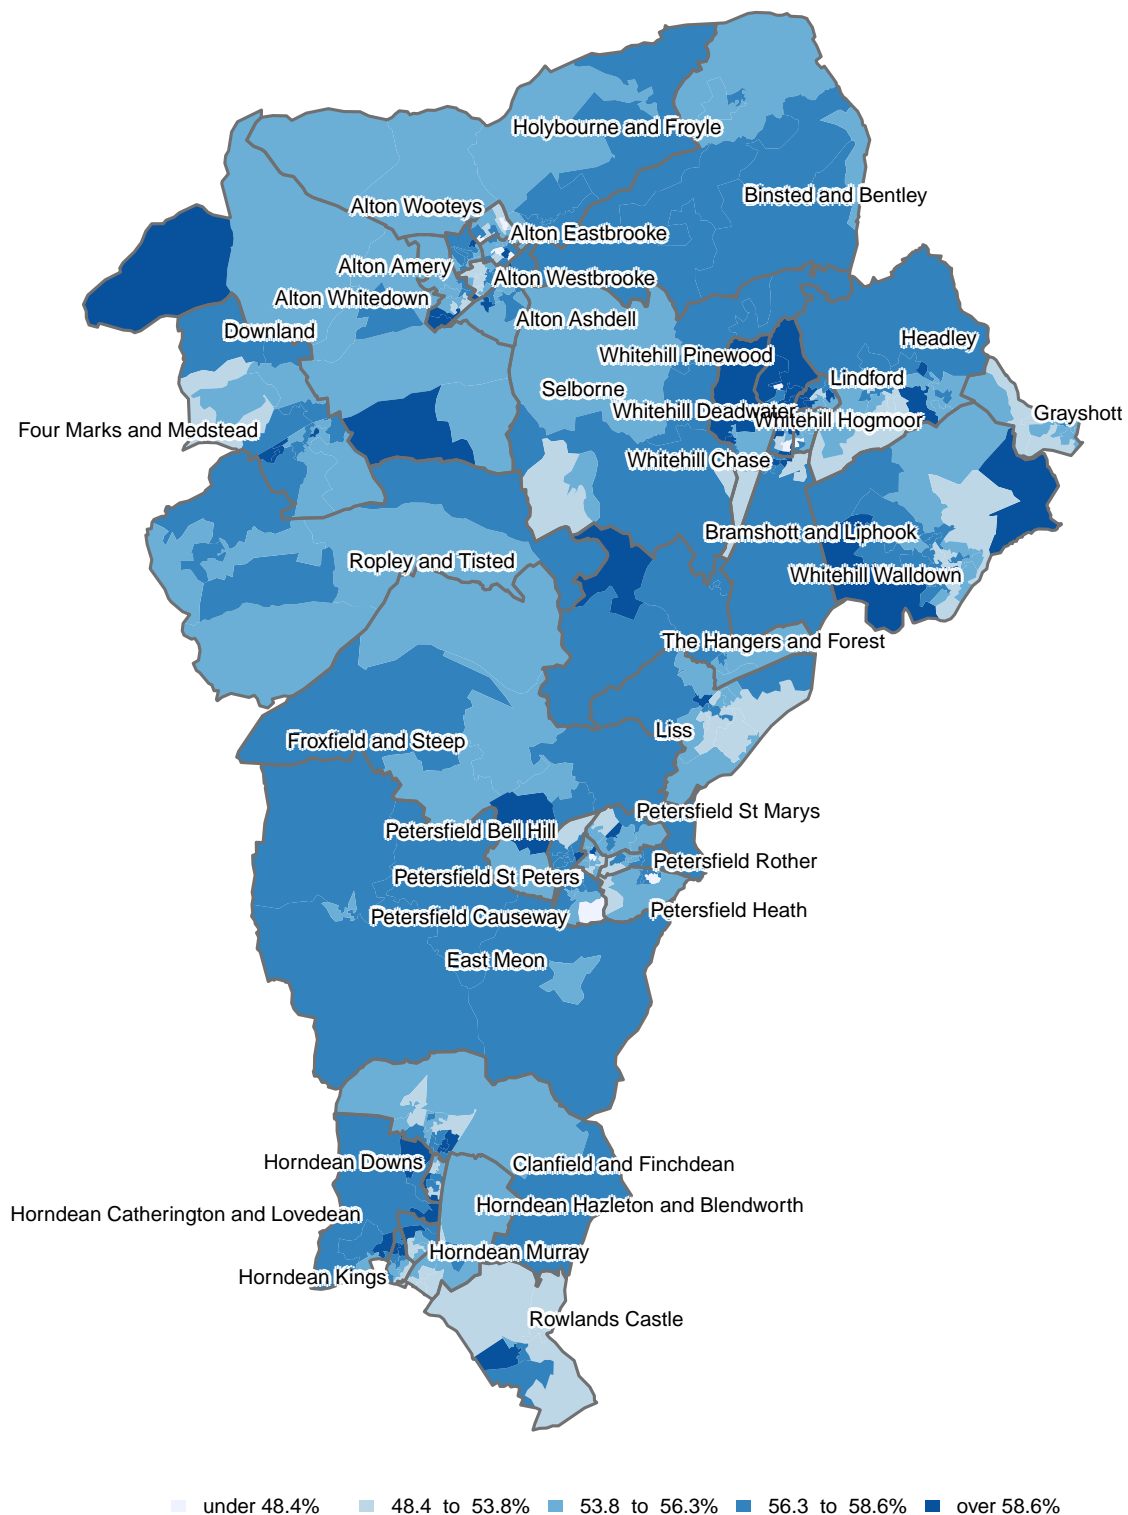 Holybourne and Froyle
Binsted and Bentley
Alton Wooteys
Alton Eastbrooke
Alton Amery
Alton Westbrooke
Alton Whitedown
Alton Ashdell
Downland
Headley
Whitehill Pinewood
Lindford
Selborne
Whitehill Deadwater
Grayshott
Whitehill Hogmoor
Four Marks and Medstead
Whitehill Chase
Bramshott and Liphook
Ropley and Tisted
Whitehill Walldown
The Hangers and Forest
Liss
Froxfield and Steep
Petersfield St Marys
Petersfield Bell Hill
Petersfield Rother
Petersfield St Peters
Petersfield Heath
Petersfield Causeway
East Meon
Horndean Downs
Clanfield and Finchdean
Horndean Hazleton and Blendworth
Horndean Catherington and Lovedean
Horndean Murray
Horndean Kings
Rowlands Castle
under 48.4% 48.4 to 53.8% 53.8 to 56.3% 56.3 to 58.6% over 58.6%